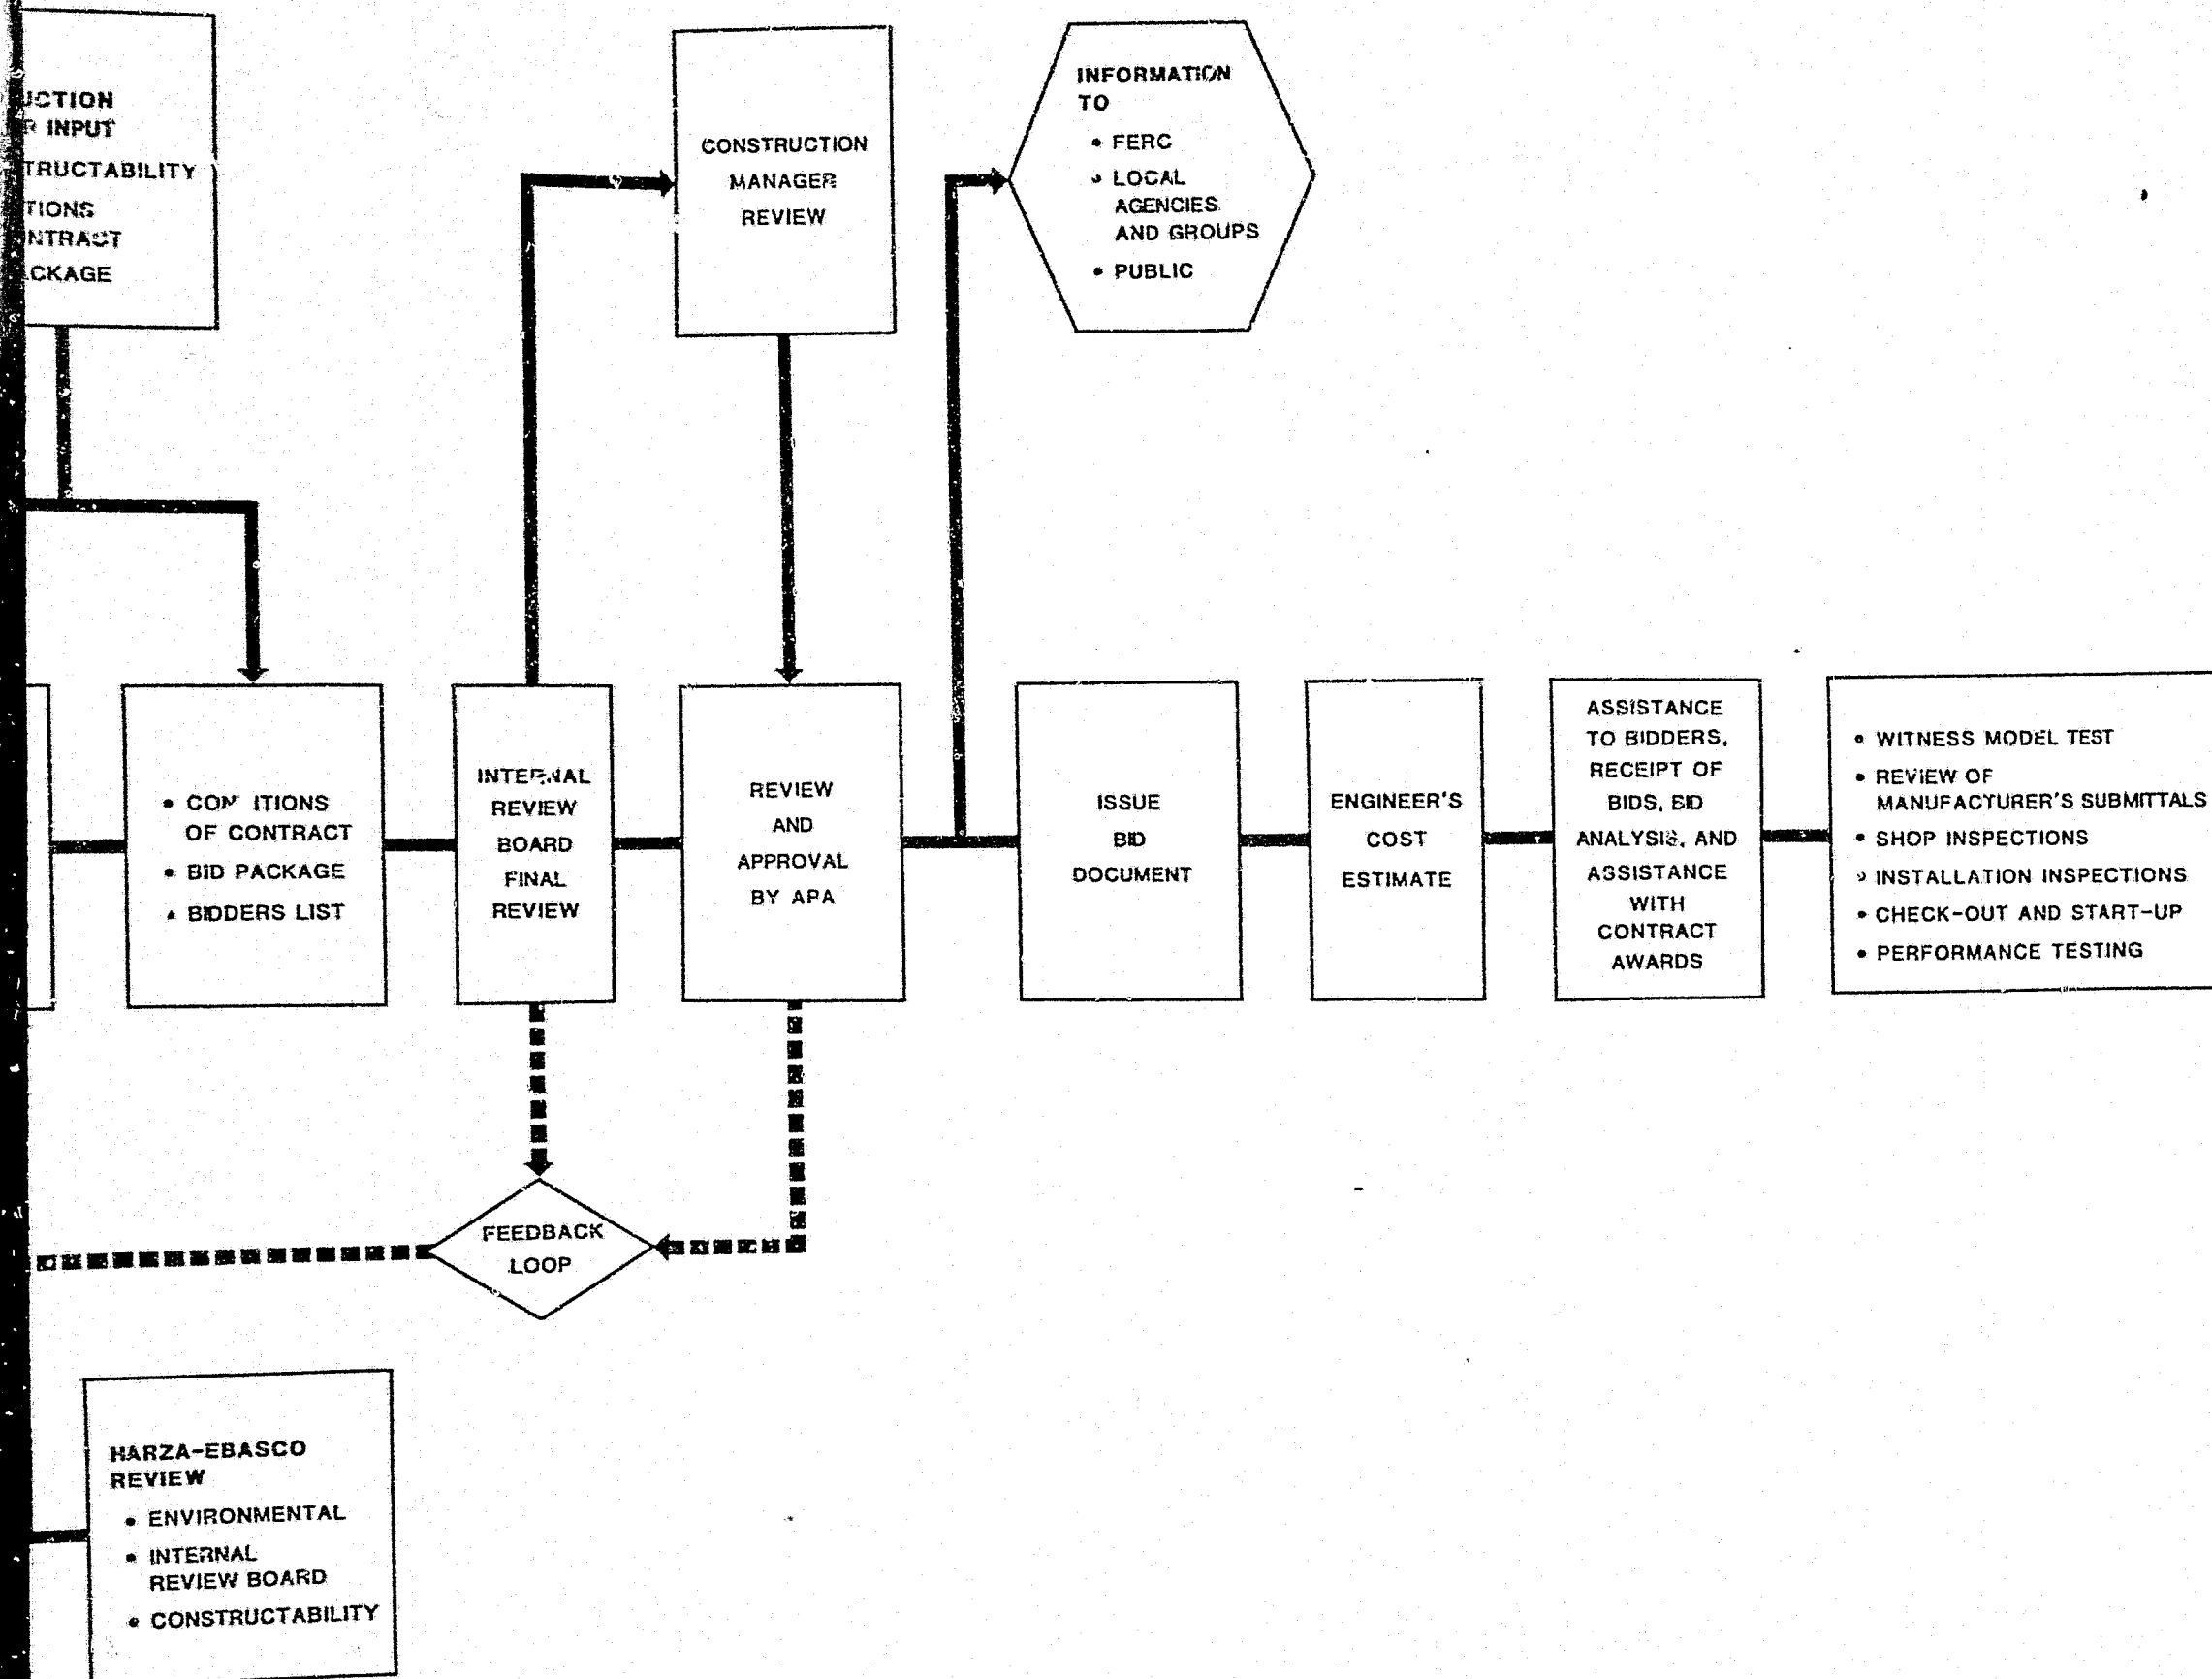 INPUT
NTRACT
CKAGE
CONSTRUCTION
MANAGER
REVIEW
INFORMATION
TO
• FERC
• LOCAL
AGENCIES
AND GROUPS
• PUBLIC
• OF CONTRACT
• BID PACKAGE
• BIDDERS LIST
INTERNAL
REVIEW
BOARD
FINAL
REVIEW
REVIEW
AND
APPROVAL
BY APA
ISSUE
BID
DOCUMENT
ENGINEER'S
COST
ESTIMATE
ASSISTANCE
TO BIDDERS,
RECEIPT OF
BIDS, BID
ANALYSIS, AND
ASSISTANCE
WITH
CONTRACT
AWARDS
• WITNESS MODEL TEST
• REVIEW OF
MANUFACTURER'S SUBMITTALS
• SHOP INSPECTIONS
• INSTALLATION INSPECTIONS
• CHECK-OUT AND START-UP
• PERFORMANCE TESTING
FEEDBACK
LOOP
HARZA-EBASCO
REVIEW
• ENVIRONMENTAL
• INTERNAL
REVIEW BOARD
• CONSTRUCTABILITY